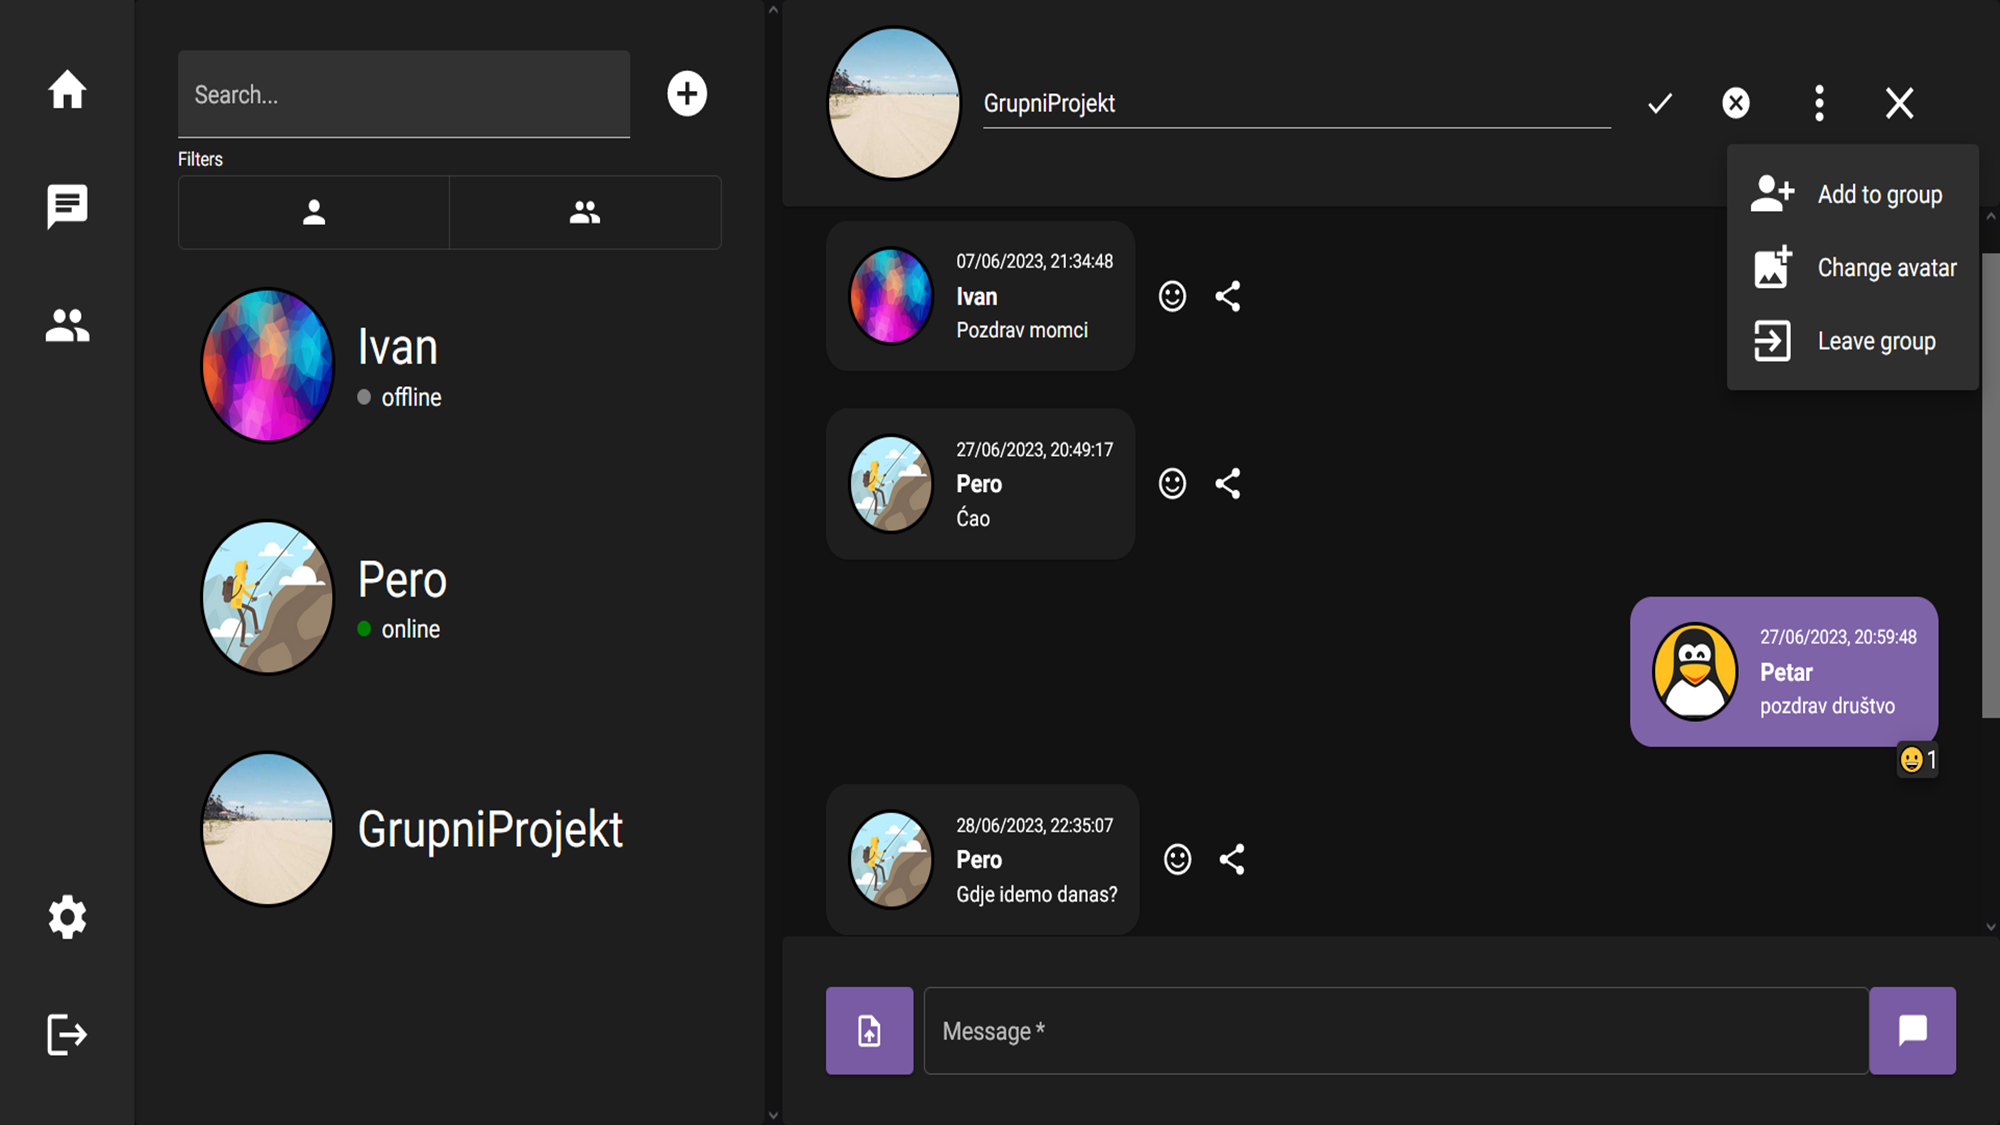 Search...
Filters
Ivan
offline
Pero
online
GrupniProjekt
GrupniProjekt
Add to group
Change avatar
Leave group
07/06/2023, 21:34:48
Ivan
Pozdrav momci
27/06/2023, 20:49:17
Pero
Ćao
27/06/2023, 20:59:48
Petar
pozdrav društvo
1
28/06/2023, 22:35:07
Pero
Gdje idemo danas?
Message *